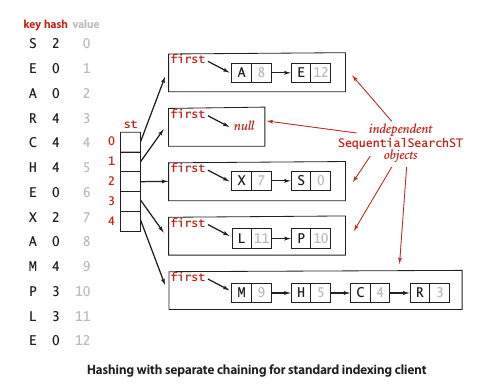 key hash value
S 2 0
E 0 1
A 0 2
R 4 3
C 4 4
H 4 5
E 0 6
X 2 7
A 0 8
M 4 9
P 3 10
L 3 11
E 0 12
st
0
1
2
3
4
first
A 8 E 12
first
null
independent
SequentialSearchST
objects
first
X 7 S 0
first
L 11 P 10
first
M 9 H 5 C 4 R 3
Hashing with separate chaining for standard indexing client